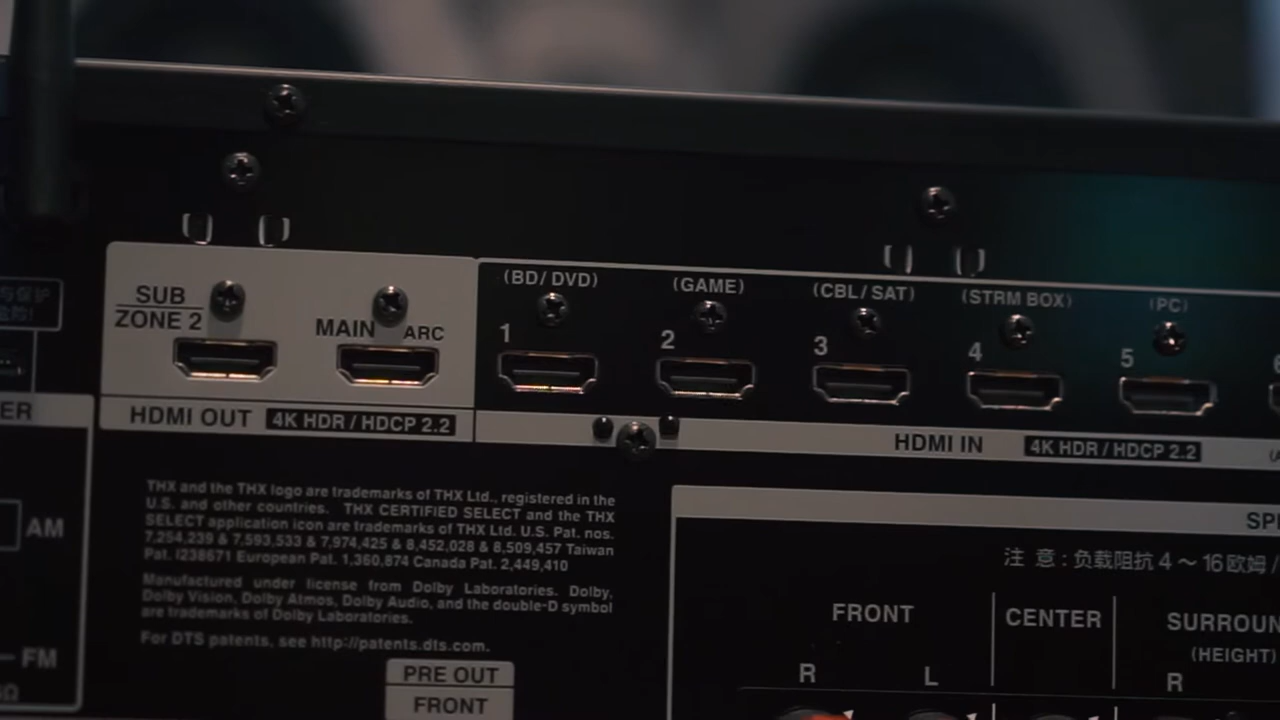 (BD/DVD)
(GAME)
(CBL/SAT)
(STRM BOX)
(PC)
SUB
ZONE 2
MAIN
ARC
1
2
3
4
5
HDMI OUT
4K HDR / HDCP 2.2
HDMI IN
4K HDR / HDCP 2.2
ER
AM
FM
THX and the THX logo are trademarks of THX Ltd., registered in the
U.S. and other countries. THX CERTIFIED SELECT and the THX
SELECT application icon are trademarks of THX Ltd. U.S. Pat. nos.
7,254,239 & 7,593,533 & 7,974,425 & 8,452,028 & 8,509,457 Taiwan
Pat. I238671 European Pat. 1,360,874 Canada Pat. 2,449,410
Manufactured under license from Dolby Laboratories. Dolby,
Dolby Vision, Dolby Atmos, Dolby Audio, and the double-D symbol
are trademarks of Dolby Laboratories.
For DTS patents, see http://patents.dts.com.
PRE OUT
FRONT
注 意 : 负载阻抗 4 ~ 16 欧姆 /
FRONT
CENTER
SURROUN
(HEIGHT)
R
L
R